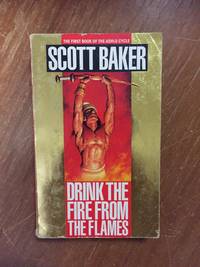 THE FIRST BOOK OF THE ASHLU CYCLE
SCOTT BAKER
DRINK THE
FIRE FROM
THE FLAMES